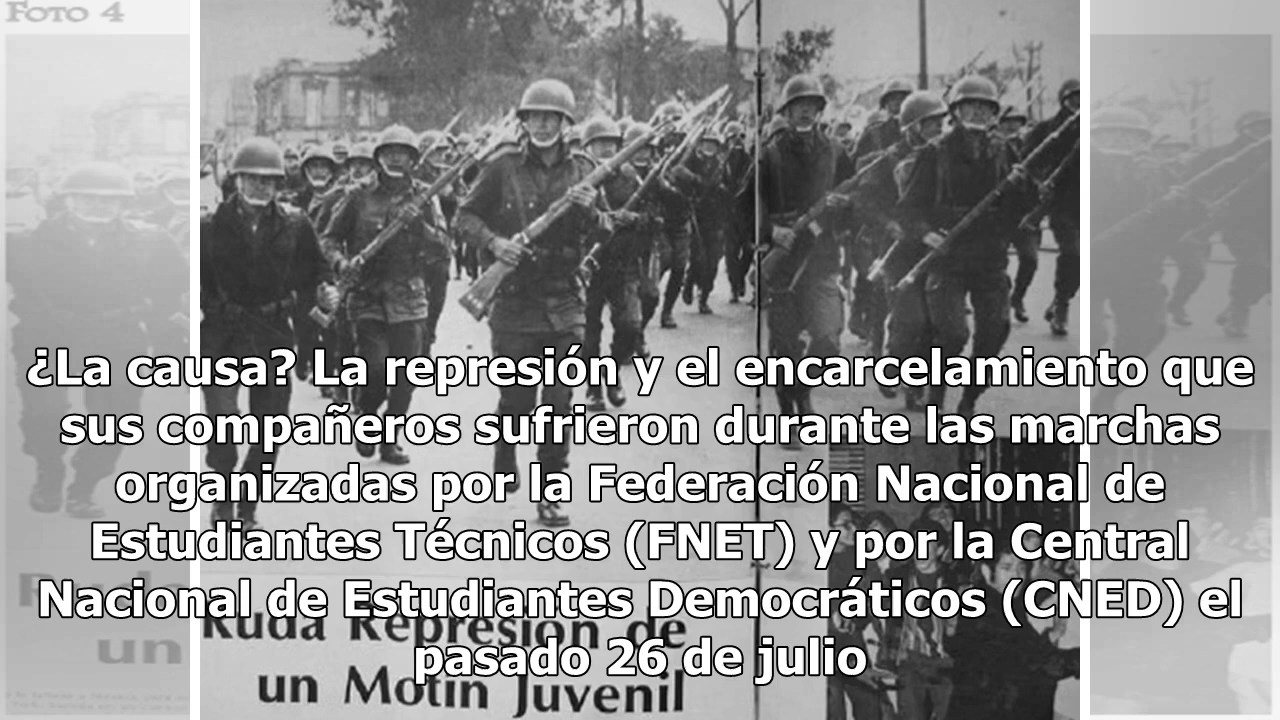 FOTO 4
¿La causa? La represión y el encarcelamiento que
sus compañeros sufrieron durante las marchas
organizadas por la Federación Nacional de
Estudiantes Técnicos (FNET) y por la Central
Nacional de Estudiantes Democráticos (CNED) el
pasado 26 de julio
Ruda Represión de
un Motín Juvenil